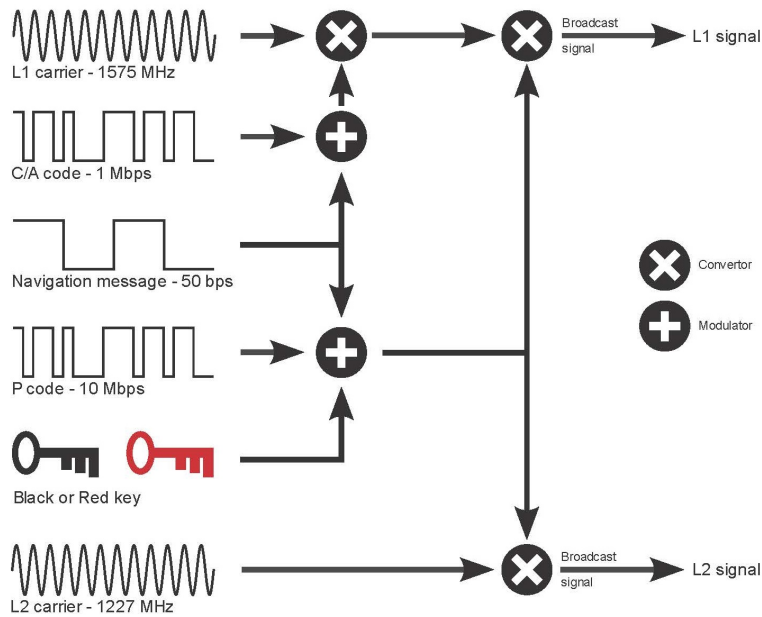 L1 carrier - 1575 MHz
Broadcast
signal
L1 signal
C/A code - 1 Mbps
Navigation message - 50 bps
Convertor
Modulator
P code - 10 Mbps
Black or Red key
L2 carrier - 1227 MHz
Broadcast
signal
L2 signal